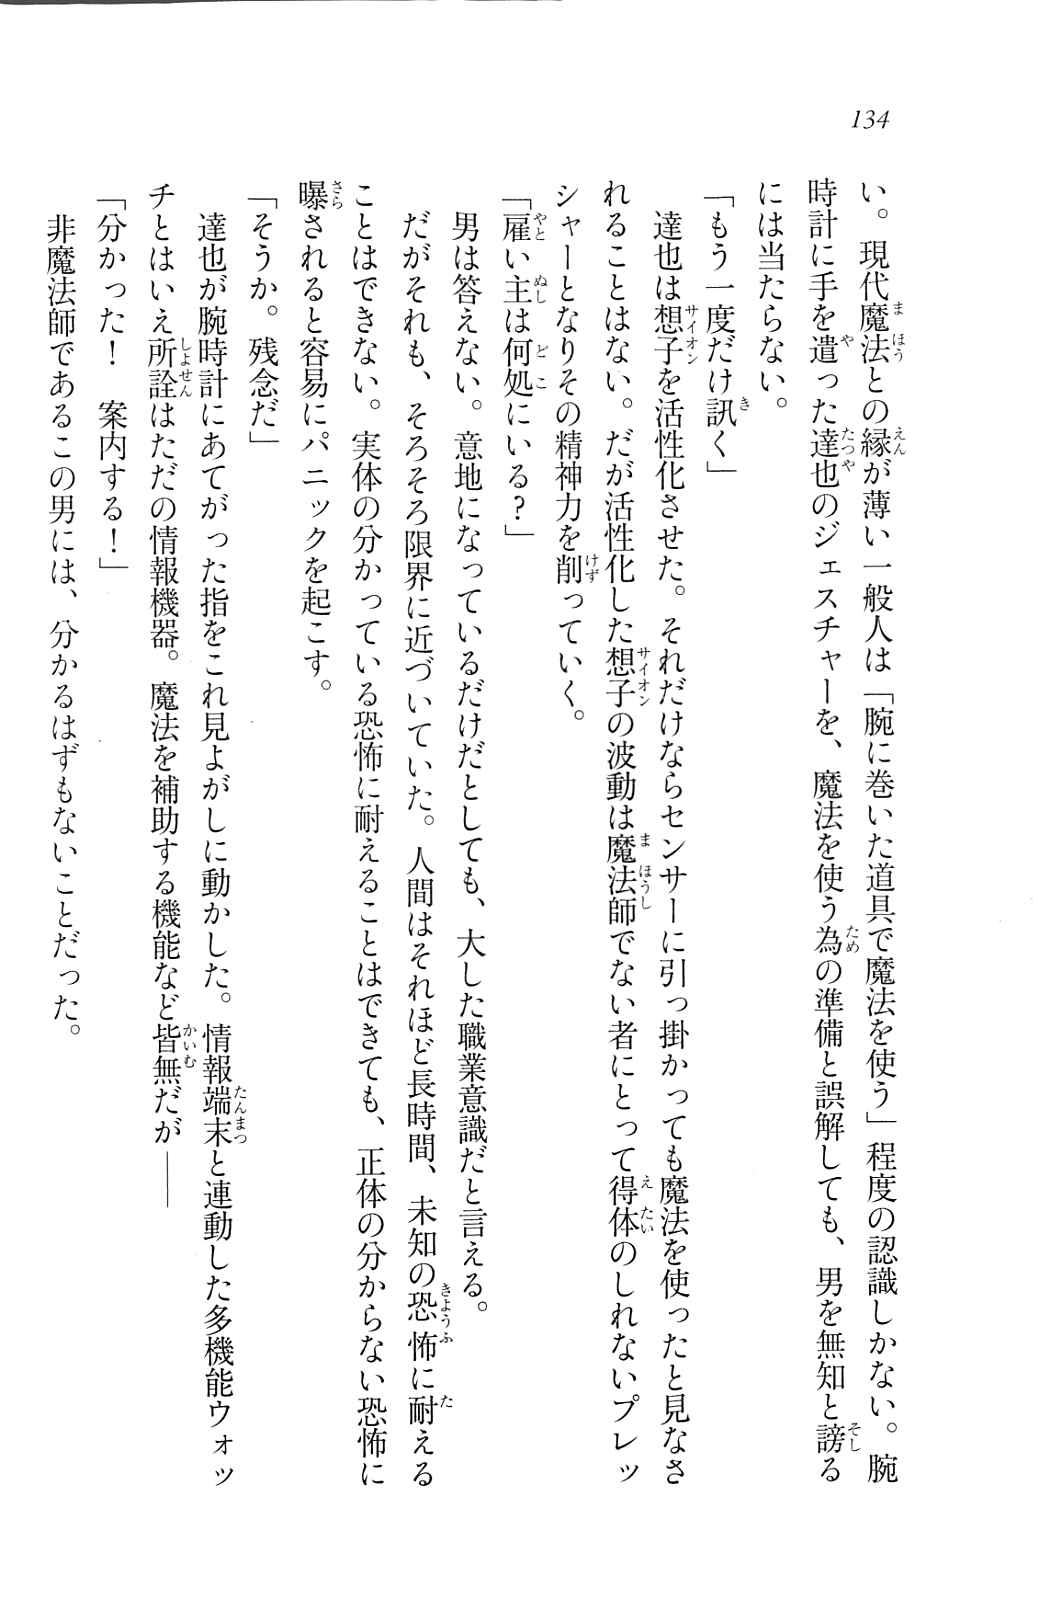 134
い。現代魔法との縁が薄い一般人は「腕に巻いた道具で魔法を使う」程度の認識しかない。腕
時計に手を遣った達也のジェスチャーを、魔法を使う為の準備と誤解しても、男を無知と謗る
には当たらない。
「もう一度だけ訊く」
達也は想子を活性化させた。それだけならセンサーに引っ掛かっても魔法を使ったと見なさ
れることはない。だが活性化した想子の波動は魔法師でない者にとって得体のしれないプレッ
シャーとなりその精神力を削っていく。
「雇い主は何処にいる?」
男は答えない。意地になっているだけだとしても、大した職業意識だと言える。
だがそれも、そろそろ限界に近づいていた。人間はそれほど長時間、未知の恐怖に耐える
ことはできない。実体の分かっている恐怖に耐えることはできても、正体の分からない恐怖に
曝されると容易にパニックを起こす。
「そうか。残念だ」
達也が腕時計にあてがった指をこれ見よがしに動かした。情報端末と連動した多機能ウォッ
チとはいえ所詮はただの情報機器。魔法を補助する機能など皆無だが――
「分かった!　案内する!」
非魔法師であるこの男には、分かるはずもないことだった。